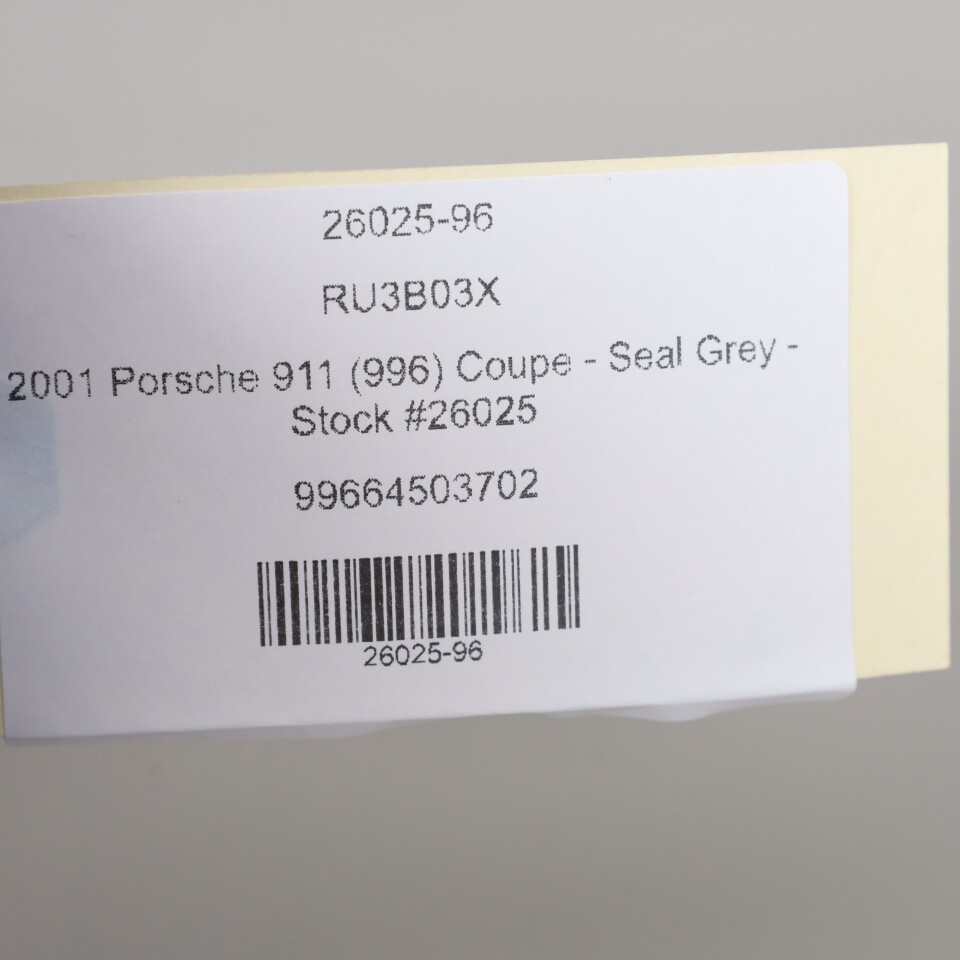 26025-96
RU3B03X
2001 Porsche 911 (996) Coupe - Seal Grey -
Stock #26025
99664503702
26025-96